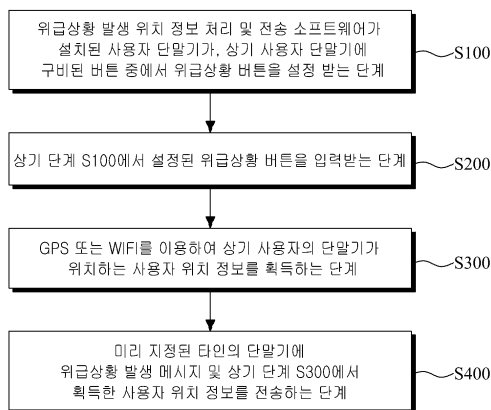 위급상황 발생 위치 정보 처리 및 전송 소프트웨어가
설치된 사용자 단말기가, 상기 사용자 단말기에
구비된 버튼 중에서 위급상황 버튼을 설정 받는 단계
S100
상기 단계 S100에서 설정된 위급상황 버튼을 입력받는 단계
S200
GPS 또는 WIFI를 이용하여 상기 사용자의 단말기가
위치하는 사용자 위치 정보를 획득하는 단계
S300
미리 지정된 타인의 단말기에
위급상황 발생 메시지 및 상기 단계 S300에서
획득한 사용자 위치 정보를 전송하는 단계
S400